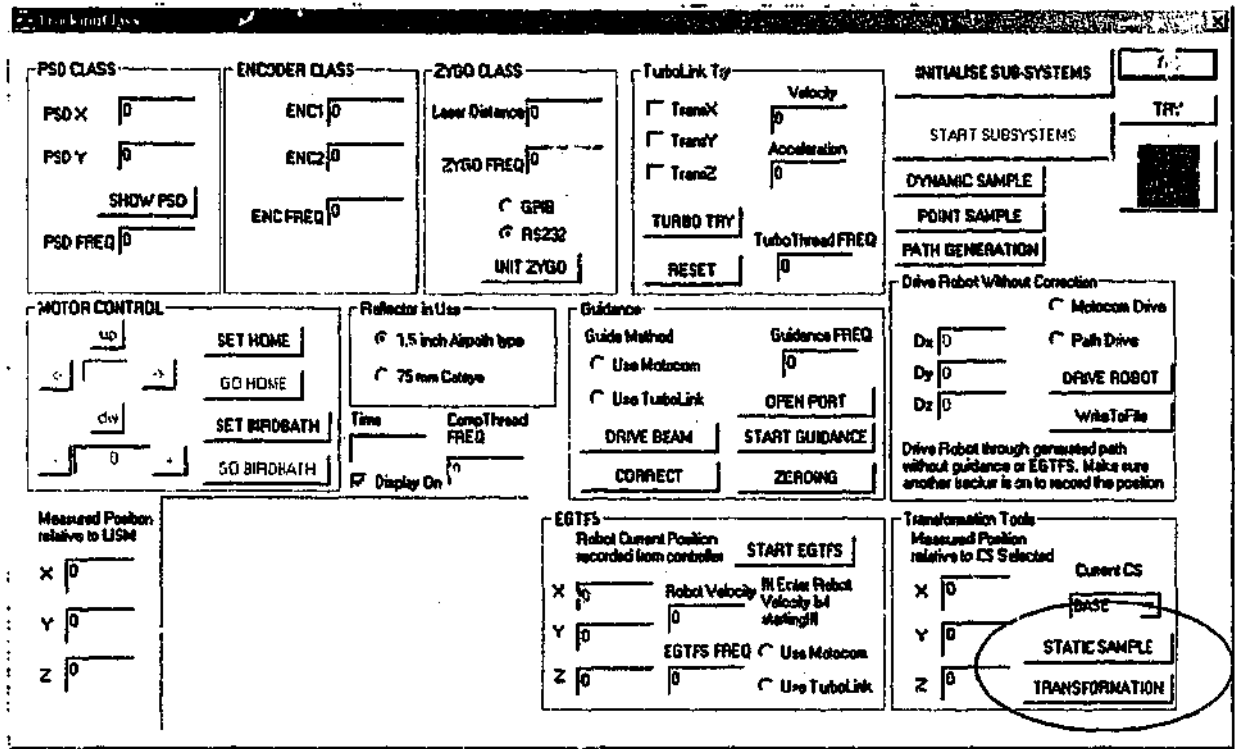 TrackingClass
PSD CLASS
PSD X 0
PSD Y 0
SHOW PSD
PSD FREQ 0
ENCODER CLASS
ENC1 0
ENC2 0
ENC FREQ 0
ZYGO CLASS
Laser Distance 0
ZYGO FREQ 0
GPIB
RS232
INIT ZYGO
TurboLink Try
TransX
TransY
TransZ
Velocity
0
Acceleration
0
TURBO TRY
RESET
TurboThread FREQ
0
INITIALISE SUB-SYSTEMS
START SUBSYSTEMS
TRY
DYNAMIC SAMPLE
POINT SAMPLE
PATH GENERATION
MOTOR CONTROL
up
<-
->
dw
-
0
+
SET HOME
GO HOME
SET BIRDBATH
GO BIRDBATH
Reflector in Use
1.5 inch Airpath type
75 mm Cateye
Time
CompThread
FREQ
0
Display On
Guidance
Guide Method
Use Motocom
Use TurboLink
Guidance FREQ
0
OPEN PORT
DRIVE BEAM
START GUIDANCE
CORRECT
ZEROING
Drive Robot Without Correction
Motocom Drive
Path Drive
Dx 0
Dy 0
Dz 0
DRIVE ROBOT
WriteToFile
Drive Robot through generated path
without guidance or EGTFS. Make sure
another tracker is on to record the position
Measured Position
relative to LISM
X 0
Y 0
Z 0
EGTFS
Robot Current Position
recorded from controller
START EGTFS
X 0
Y 0
Z 0
Robot Velocity
0
!!! Enter Robot
Velocity b4
starting!!!
EGTFS FREQ
0
Use Motocom
Use TurboLink
Transformation Tools
Measured Position
relative to CS Selected
X 0
Y 0
Z 0
Current CS
BASE
STATIC SAMPLE
TRANSFORMATION